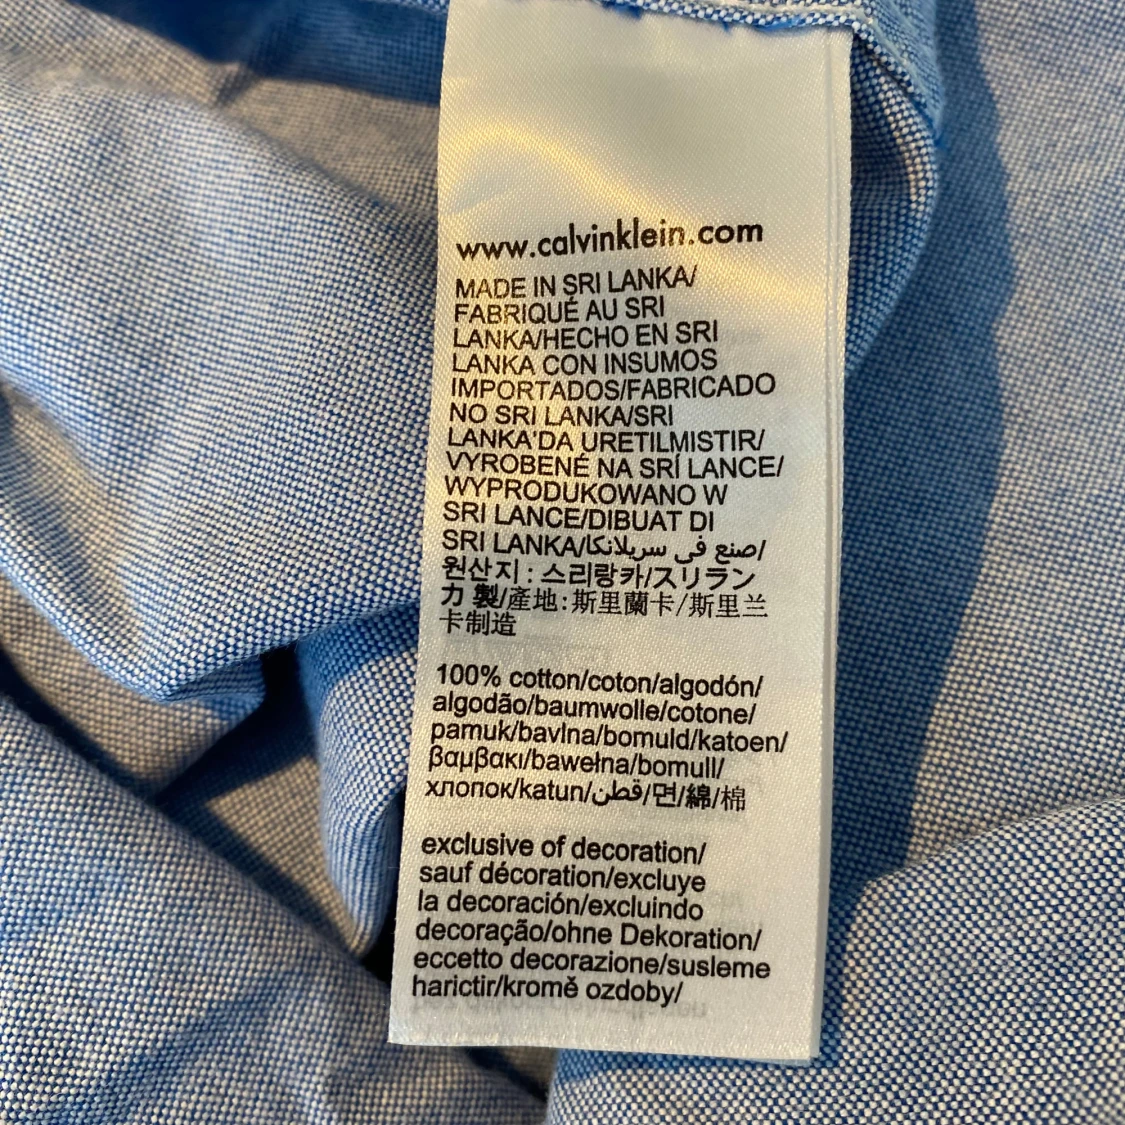 www.calvinklein.com
MADE IN SRI LANKA/
FABRIQUÉ AU SRI
LANKA/HECHO EN SRI
LANKA CON INSUMOS
IMPORTADOS/FABRICADO
NO SRI LANKA/SRI
LANKA'DA URETILMISTIR/
VYROBENÉ NA SRÍ LANCE/
WYPRODUKOWANO W
SRI LANCE/DIBUAT DI
SRI LANKA/صنع في سريلانكا/
원산지 : 스리랑카/スリラン
カ 製/產地:斯里蘭卡/斯里兰
卡制造
100% cotton/coton/algodón/
algodão/baumwolle/cotone/
pamuk/bavlna/bomuld/katoen/
βαμβακι/bawełna/bomull/
хлопок/katun/قطن/면/綿/棉
exclusive of decoration/
sauf décoration/excluye
la decoración/excluindo
decoração/ohne Dekoration/
eccetto decorazione/susleme
harictir/kromě ozdoby/